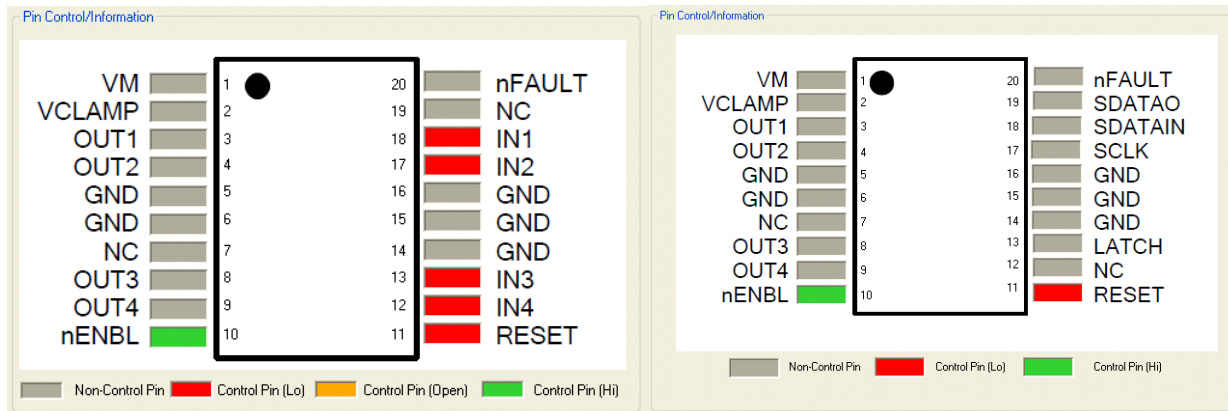 Pin Control/Information
VM 1 20 nFAULT
VCLAMP 2 19 NC
OUT1 3 18 IN1
OUT2 4 17 IN2
GND 5 16 GND
GND 6 15 GND
NC 7 14 GND
OUT3 8 13 IN3
OUT4 9 12 IN4
nENBL 10 11 RESET
Non-Control Pin Control Pin (Lo) Control Pin (Open) Control Pin (Hi)
Pin Control/Information
VM 1 20 nFAULT
VCLAMP 2 19 SDATAO
OUT1 3 18 SDATAIN
OUT2 4 17 SCLK
GND 5 16 GND
GND 6 15 GND
NC 7 14 GND
OUT3 8 13 LATCH
OUT4 9 12 NC
nENBL 10 11 RESET
Non-Control Pin Control Pin (Lo) Control Pin (Hi)